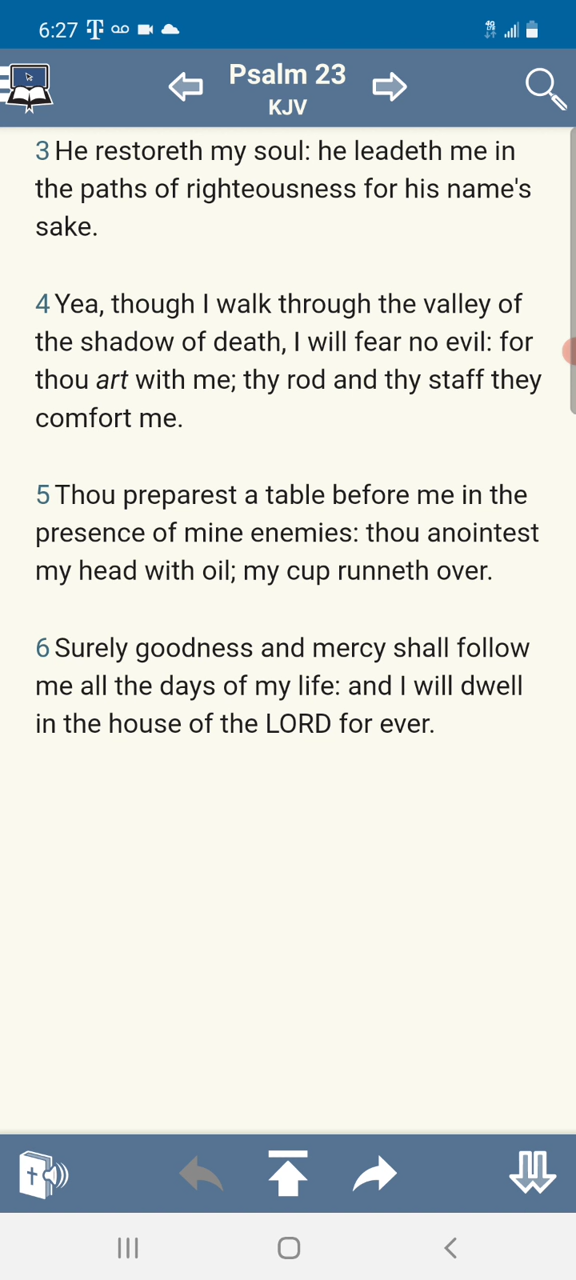 6:27
4G LTE
Psalm 23
KJV
3 He restoreth my soul: he leadeth me in
the paths of righteousness for his name's
sake.
4 Yea, though I walk through the valley of
the shadow of death, I will fear no evil: for
thou art with me; thy rod and thy staff they
comfort me.
5 Thou preparest a table before me in the
presence of mine enemies: thou anointest
my head with oil; my cup runneth over.
6 Surely goodness and mercy shall follow
me all the days of my life: and I will dwell
in the house of the LORD for ever.